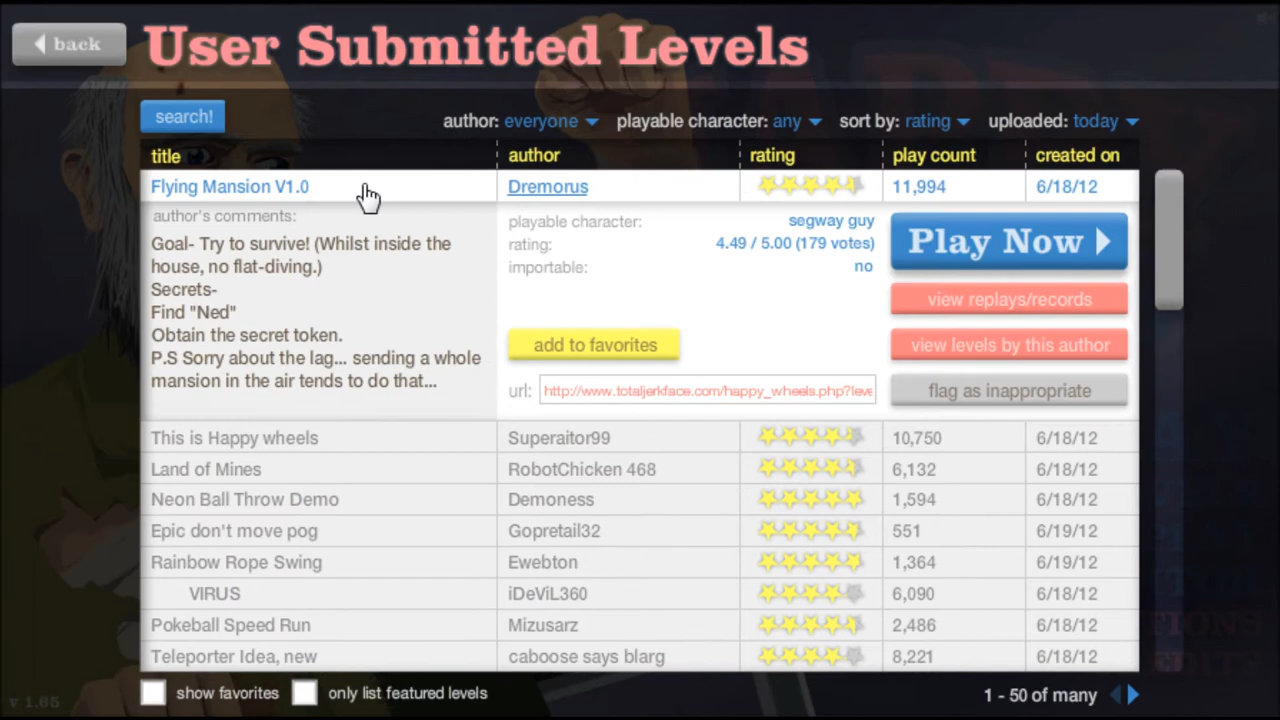 back
User Submitted Levels
search!
author: everyone playable character: any sort by: rating uploaded: today
title author rating play count created on
Flying Mansion V1.0 Dremorus 11,994 6/18/12
author's comments:
Goal- Try to survive! (Whilst inside the
house, no flat-diving.)
Secrets-
Find "Ned"
Obtain the secret token.
P.S Sorry about the lag... sending a whole
mansion in the air tends to do that...
playable character: segway guy
rating: 4.49 / 5.00 (179 votes)
importable: no
add to favorites
url: http://www.totaljerkface.com/happy_wheels.php?leve
Play Now
view replays/records
view levels by this author
flag as inappropriate
This is Happy wheels Superaitor99 10,750 6/18/12
Land of Mines RobotChicken 468 6,132 6/18/12
Neon Ball Throw Demo Demoness 1,594 6/18/12
Epic don't move pog Gopretail32 551 6/19/12
Rainbow Rope Swing Ewebton 1,364 6/19/12
VIRUS iDeViL360 6,090 6/18/12
Pokeball Speed Run Mizusarz 2,486 6/18/12
Teleporter Idea, new caboose says blarg 8,221 6/18/12
show favorites only list featured levels 1 - 50 of many
v 1.65